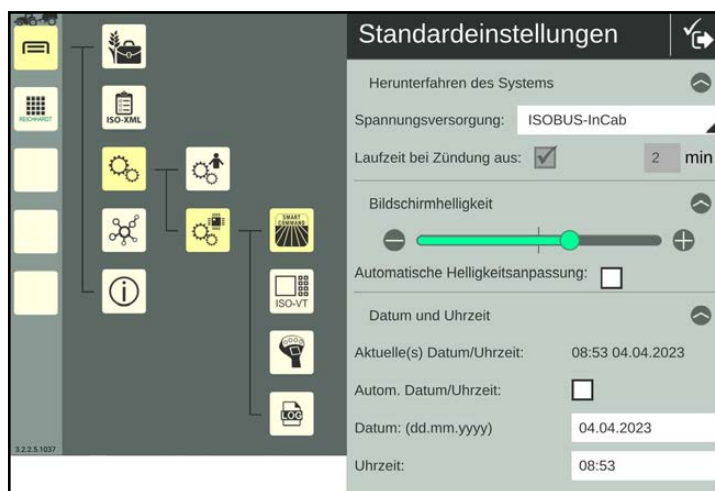 REICHHARDT
ISO-XML
SMART
COMMAND
ISO-VT
LOG
3.2.2.5.1037
Standardeinstellungen
Herunterfahren des Systems
Spannungsversorgung: ISOBUS-InCab
Laufzeit bei Zündung aus: 2 min
Bildschirmhelligkeit
Automatische Helligkeitsanpassung:
Datum und Uhrzeit
Aktuelle(s) Datum/Uhrzeit: 08:53 04.04.2023
Autom. Datum/Uhrzeit:
Datum: (dd.mm.yyyy) 04.04.2023
Uhrzeit: 08:53